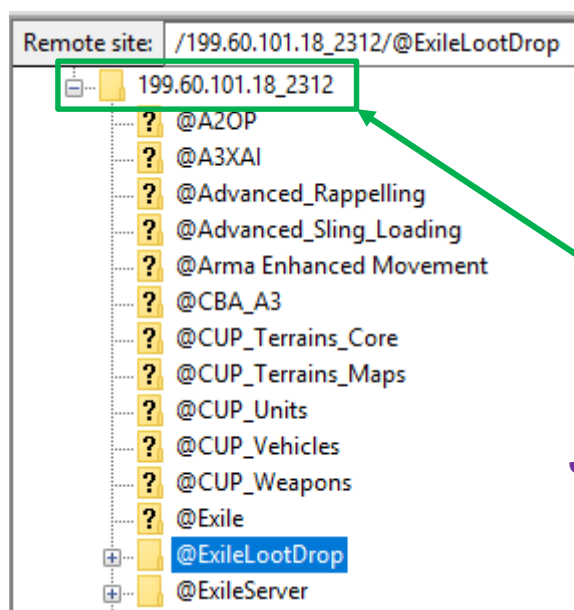 Remote site: /199.60.101.18_2312/@ExileLootDrop
199.60.101.18_2312
? @A2OP
? @A3XAI
? @Advanced_Rappelling
? @Advanced_Sling_Loading
? @Arma Enhanced Movement
? @CBA_A3
? @CUP_Terrains_Core
? @CUP_Terrains_Maps
? @CUP_Units
? @CUP_Vehicles
? @CUP_Weapons
? @Exile
@ExileLootDrop
@ExileServer